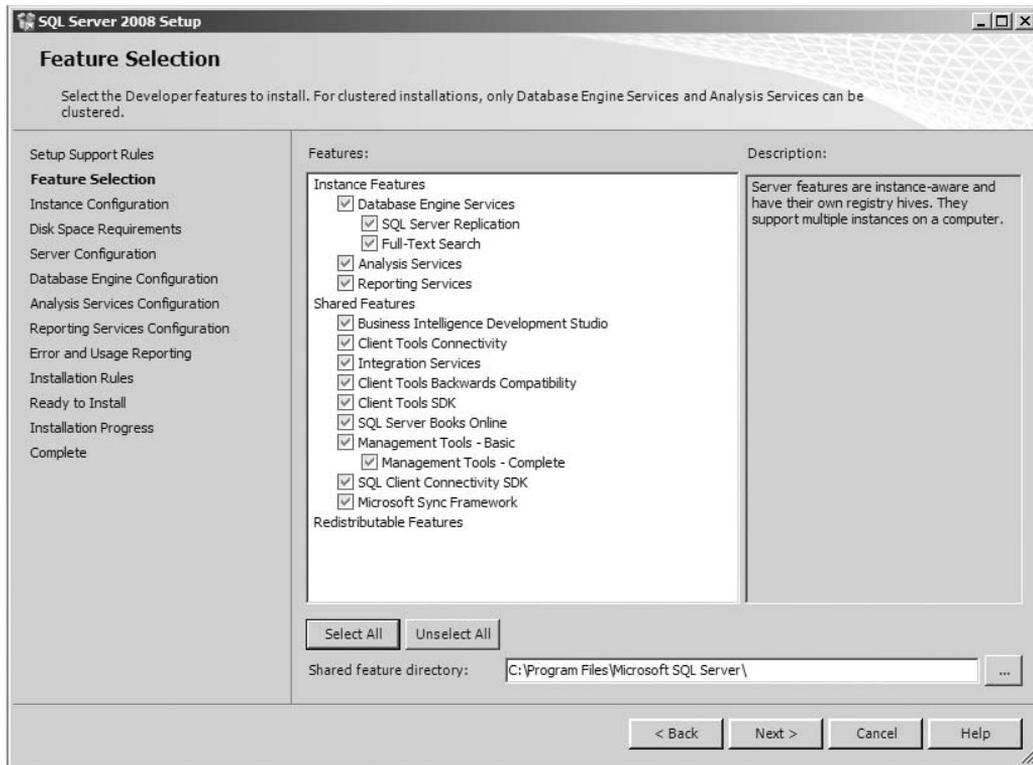 SQL Server 2008 Setup
Feature Selection
Select the Developer features to install. For clustered installations, only Database Engine Services and Analysis Services can be
clustered.
Setup Support Rules
Feature Selection
Instance Configuration
Disk Space Requirements
Server Configuration
Database Engine Configuration
Analysis Services Configuration
Reporting Services Configuration
Error and Usage Reporting
Installation Rules
Ready to Install
Installation Progress
Complete
Features:
Instance Features
Database Engine Services
SQL Server Replication
Full-Text Search
Analysis Services
Reporting Services
Shared Features
Business Intelligence Development Studio
Client Tools Connectivity
Integration Services
Client Tools Backwards Compatibility
Client Tools SDK
SQL Server Books Online
Management Tools - Basic
Management Tools - Complete
SQL Client Connectivity SDK
Microsoft Sync Framework
Redistributable Features
Description:
Server features are instance-aware and
have their own registry hives. They
support multiple instances on a computer.
Select All
Unselect All
Shared feature directory:
C:\Program Files\Microsoft SQL Server\
...
< Back
Next >
Cancel
Help